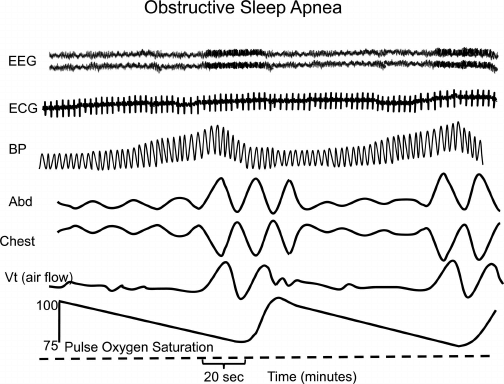 Obstructive Sleep Apnea
EEG
ECG
BP
Abd
Chest
Vt (air flow)
100
75 Pulse Oxygen Saturation
20 sec Time (minutes)